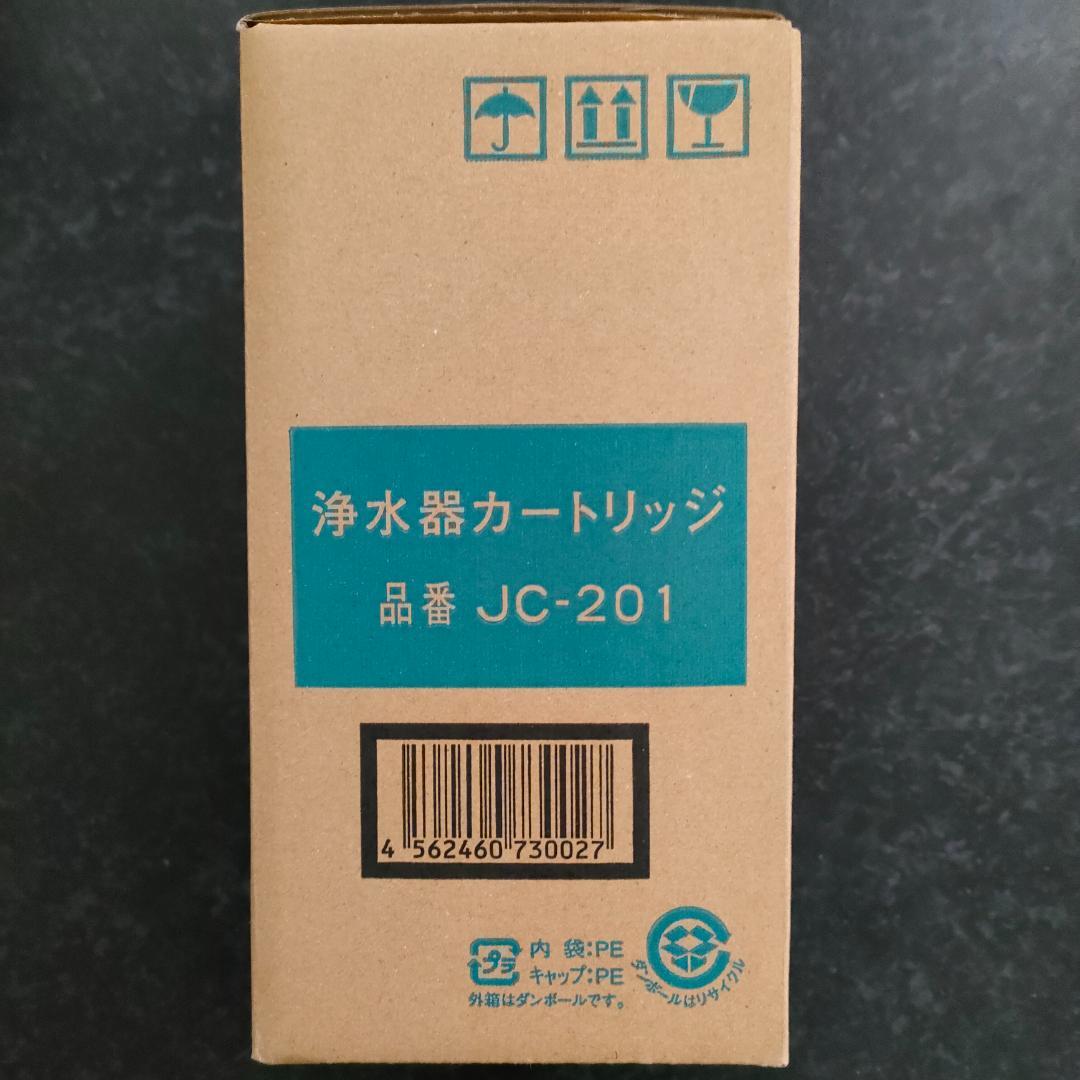 浄水器カートリッジ
品番 JC-201
4 562460 730027
プラ
内 袋:PE
キャップ:PE
外箱はダンボールです。
ダンボールはリサイクル